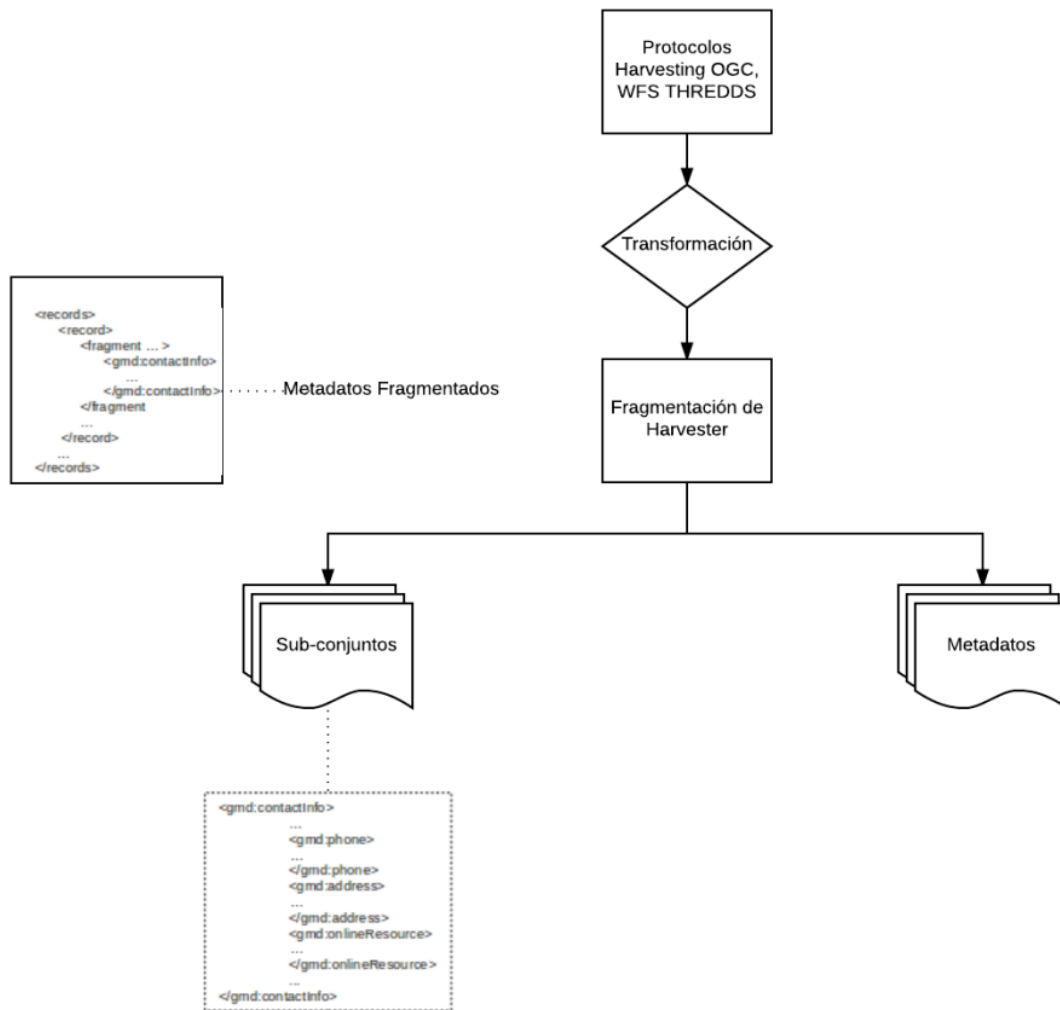 Protocolos
Harvesting OGC,
WFS THREDDS
Transformación
<records>
<record>
<fragment ... >
<gmd:contactInfo>
...
</gmd:contactInfo>
</fragment
...
</record>
...
</records>
Metadatos Fragmentados
Fragmentación de
Harvester
Sub-conjuntos
Metadatos
<gmd:contactInfo>
...
<gmd:phone>
...
</gmd:phone>
<gmd:address>
...
</gmd:address>
<gmd:onlineResource>
...
</gmd:onlineResource>
...
</gmd:contactInfo>